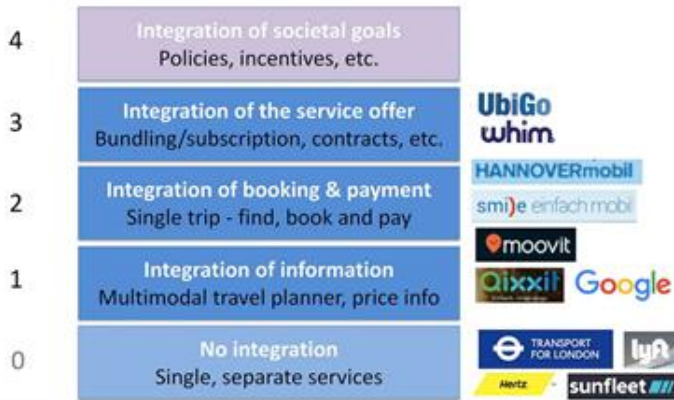 4
Integration of societal goals
Policies, incentives, etc.
3
Integration of the service offer
Bundling/subscription, contracts, etc.
UbiGo
whim
2
Integration of booking & payment
Single trip - find, book and pay
HANNOVERmobil
smi)e einfach mobil
1
Integration of information
Multimodal travel planner, price info
moovit
Qixxit
Google
0
No integration
Single, separate services
TRANSPORT
FOR LONDON
lyft
Hertz
sunfleet